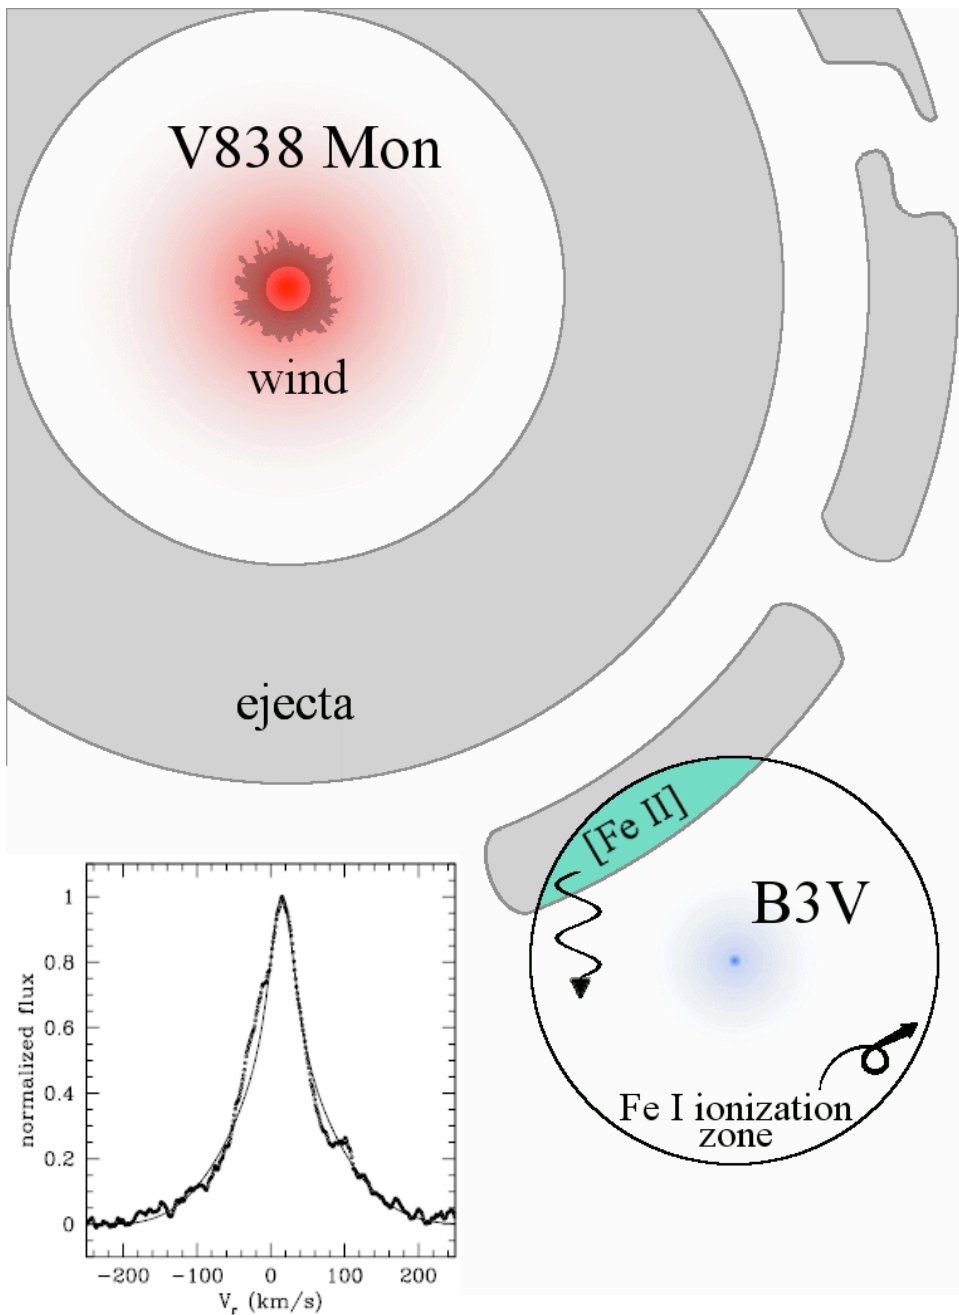 V838 Mon
wind
ejecta
[Fe II]
B3V
Fe I ionization
zone
normalized flux
1
0.8
0.6
0.4
0.2
0
−200 −100 0 100 200
V_r (km/s)